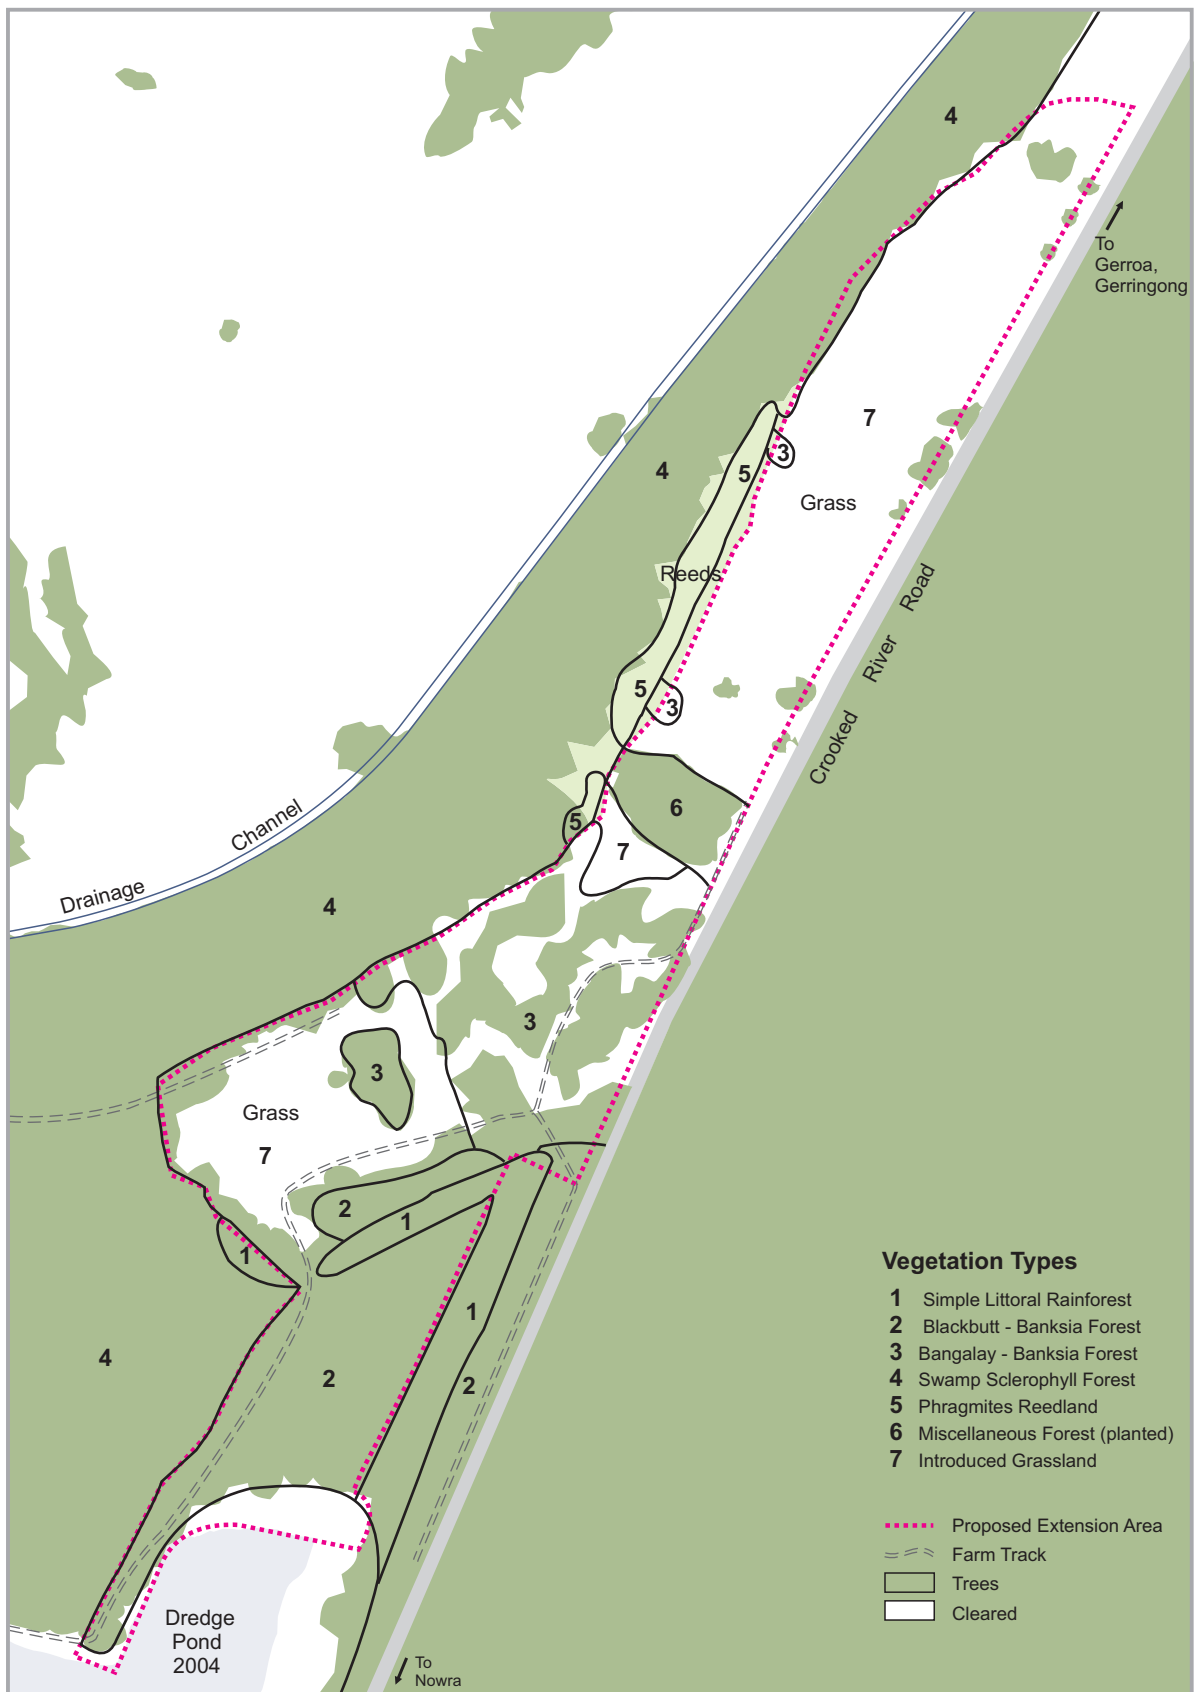 4
To
Gerroa,
Gerringong
7
3
4
5
Grass
Reeds
Crooked River Road
5
3
6
5
7
Drainage Channel
4
3
3
Grass
7
2
1
1
1
4
2
2
Vegetation Types
1 Simple Littoral Rainforest
2 Blackbutt - Banksia Forest
3 Bangalay - Banksia Forest
4 Swamp Sclerophyll Forest
5 Phragmites Reedland
6 Miscellaneous Forest (planted)
7 Introduced Grassland
Proposed Extension Area
Farm Track
Trees
Cleared
Dredge
Pond
2004
To
Nowra